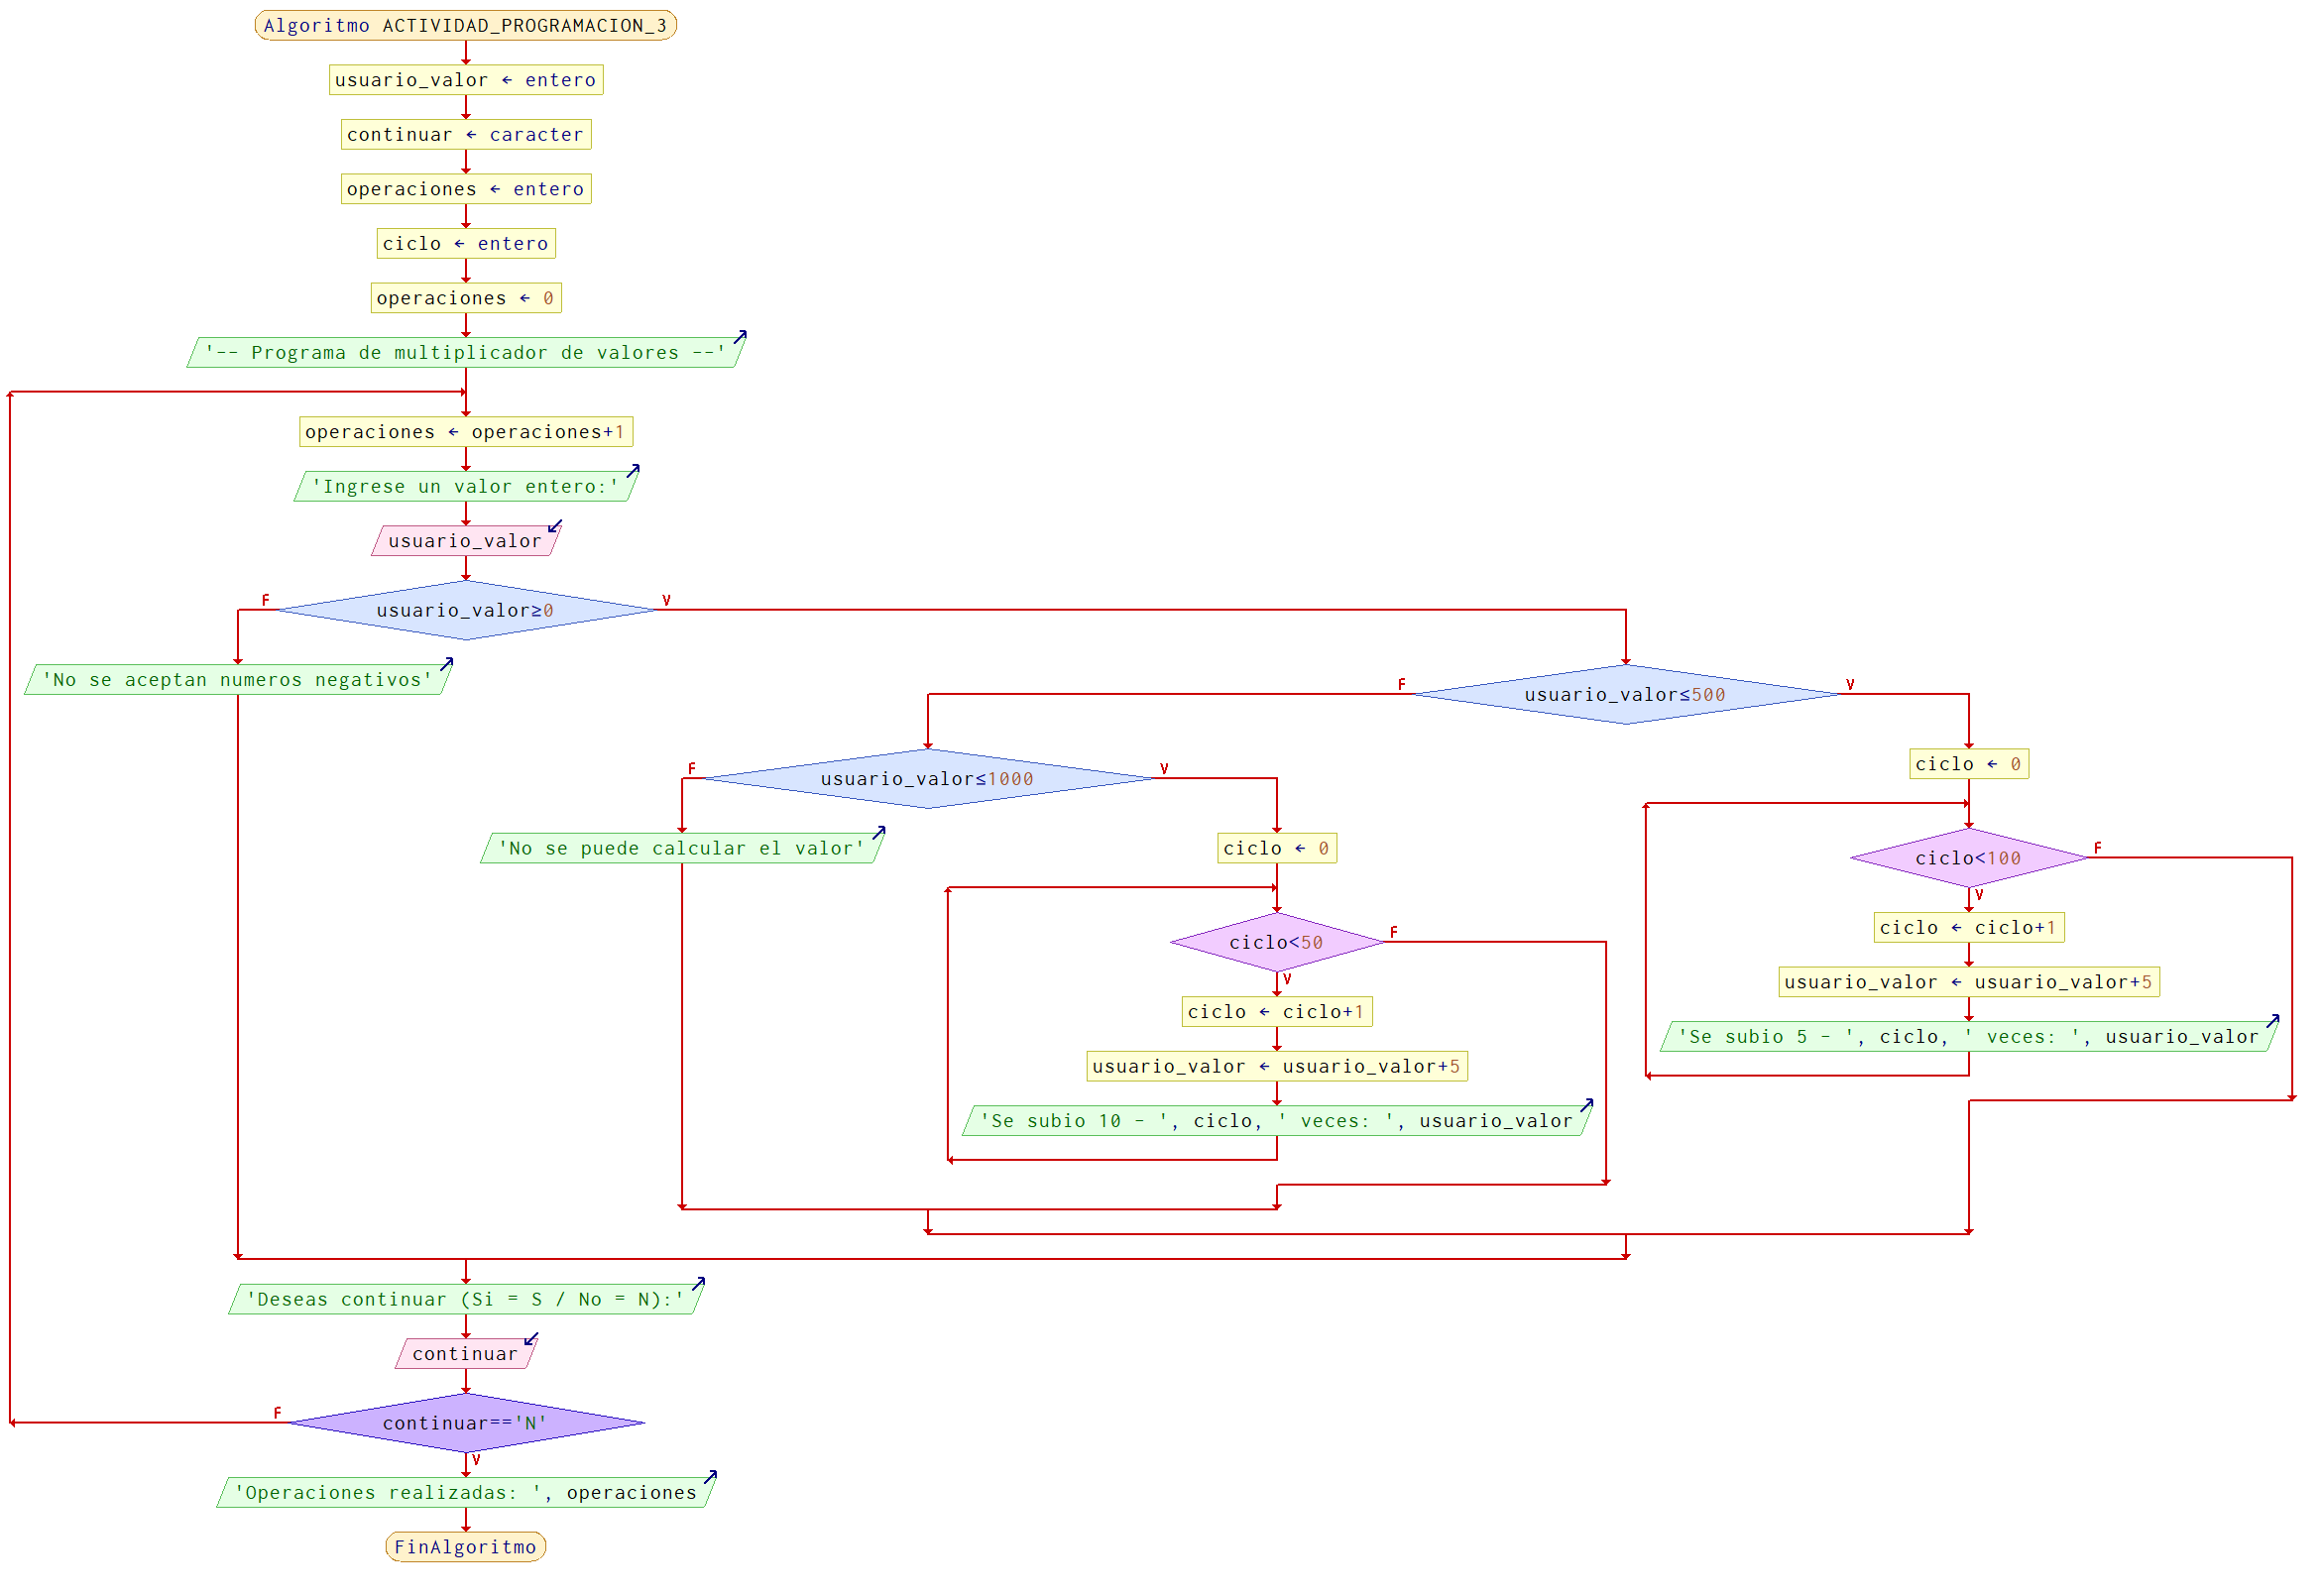 Algoritmo ACTIVIDAD_PROGRAMACION_3
usuario_valor ← entero
continuar ← caracter
operaciones ← entero
ciclo ← entero
operaciones ← 0
'-- Programa de multiplicador de valores --'
operaciones ← operaciones+1
'Ingrese un valor entero:'
usuario_valor
usuario_valor≥0
F
V
'No se aceptan numeros negativos'
usuario_valor≤500
F
V
usuario_valor≤1000
F
V
'No se puede calcular el valor'
ciclo ← 0
ciclo<50
F
V
ciclo ← ciclo+1
usuario_valor ← usuario_valor+5
'Se subio 10 - ', ciclo, ' veces: ', usuario_valor
ciclo ← 0
ciclo<100
F
V
ciclo ← ciclo+1
usuario_valor ← usuario_valor+5
'Se subio 5 - ', ciclo, ' veces: ', usuario_valor
'Deseas continuar (Si = S / No = N):'
continuar
continuar=='N'
F
V
'Operaciones realizadas: ', operaciones
FinAlgoritmo